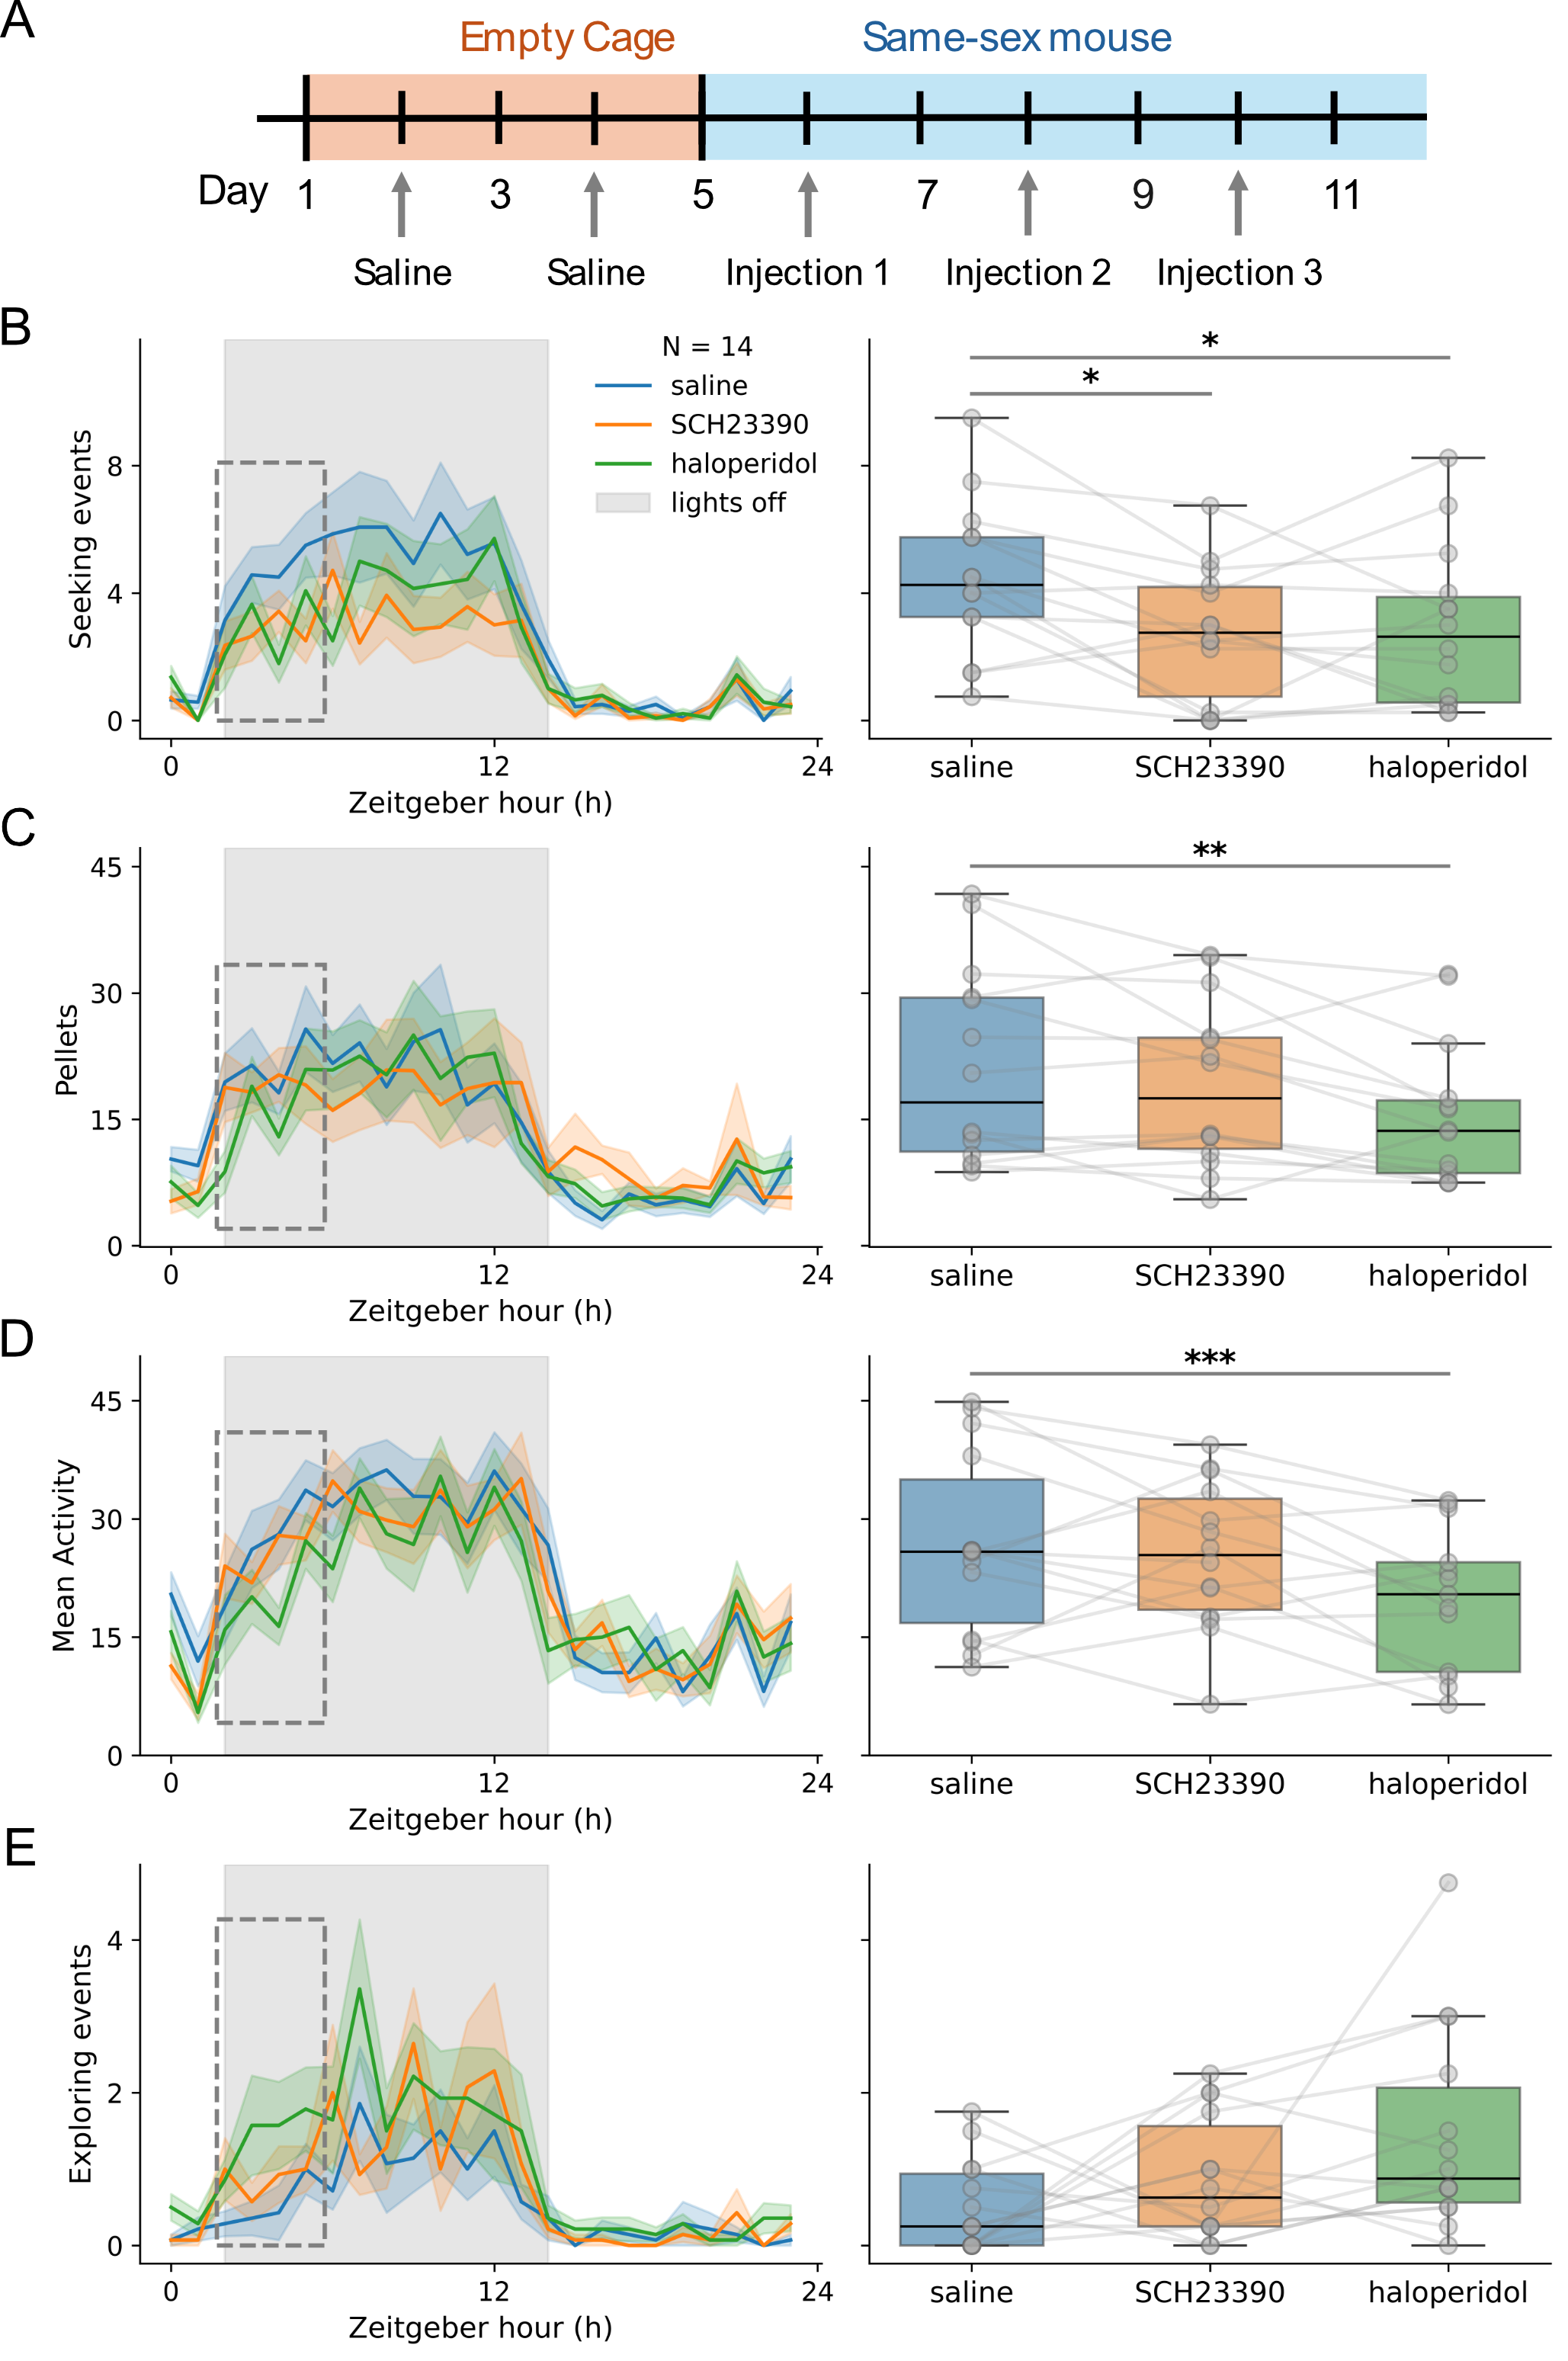 A
Empty Cage Same-sex mouse
Day 1 3 5 7 9 11
Saline Saline Injection 1 Injection 2 Injection 3
B
N = 14
saline
SCH23390
haloperidol
lights off
Seeking events
8
4
0
0 12 24
Zeitgeber hour (h)
*
*
saline SCH23390 haloperidol
C
Pellets
45
30
15
0
0 12 24
Zeitgeber hour (h)
**
saline SCH23390 haloperidol
D
Mean Activity
45
30
15
0
0 12 24
Zeitgeber hour (h)
***
saline SCH23390 haloperidol
E
Exploring events
4
2
0
0 12 24
Zeitgeber hour (h)
saline SCH23390 haloperidol